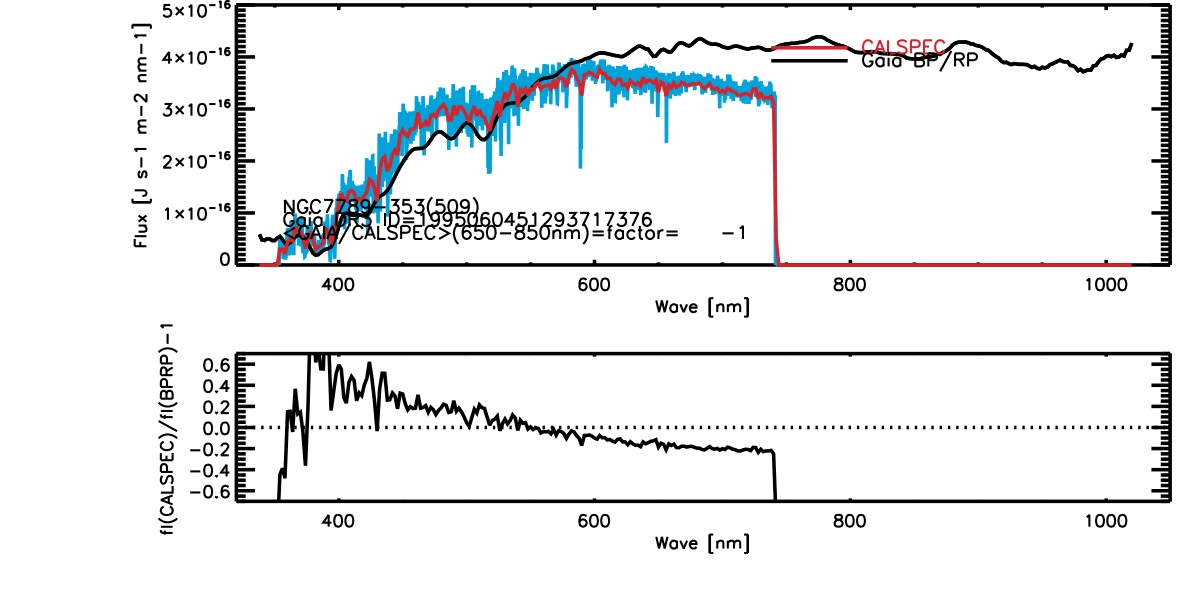 5×10−16
4×10−16
3×10−16
2×10−16
1×10−16
0
Flux [J s−1 m−2 nm−1]
CALSPEC
Gaia BP/RP
NGC7789−353(509)
Gaia DR3 ID=1995060451293717376
<GAIA/CALSPEC>(650−850nm)=factor= −1
400 600 800 1000
Wave [nm]
fl(CALSPEC)/fl(BPRP)−1
0.6
0.4
0.2
0.0
−0.2
−0.4
−0.6
400 600 800 1000
Wave [nm]